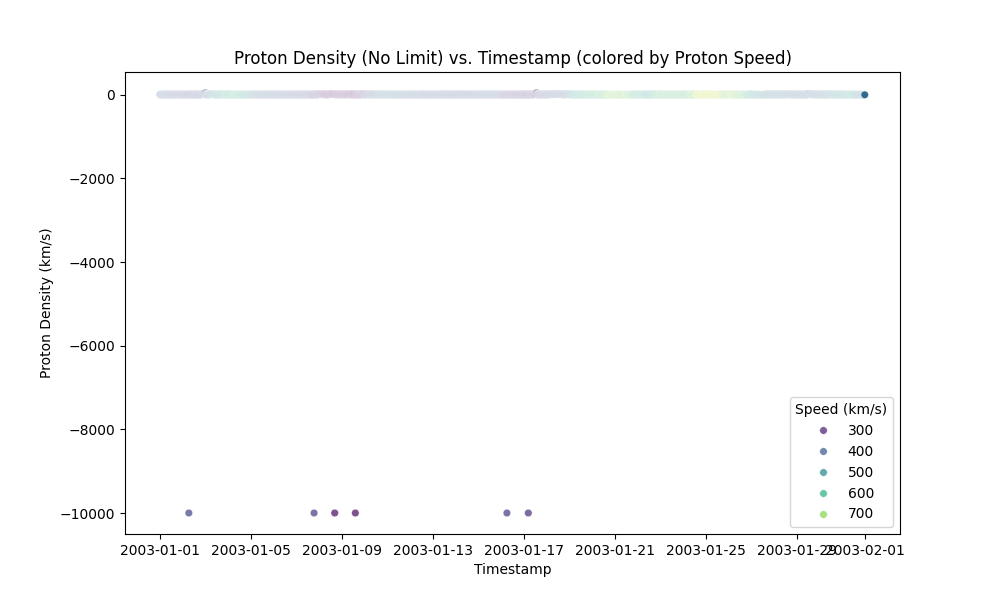 Proton Density (No Limit) vs. Timestamp (colored by Proton Speed)
Proton Density (km/s)
0
−2000
−4000
−6000
−8000
−10000
Speed (km/s)
300
400
500
600
700
2003-01-01 2003-01-05 2003-01-09 2003-01-13 2003-01-17 2003-01-21 2003-01-25 2003-01-29 2003-02-01
Timestamp